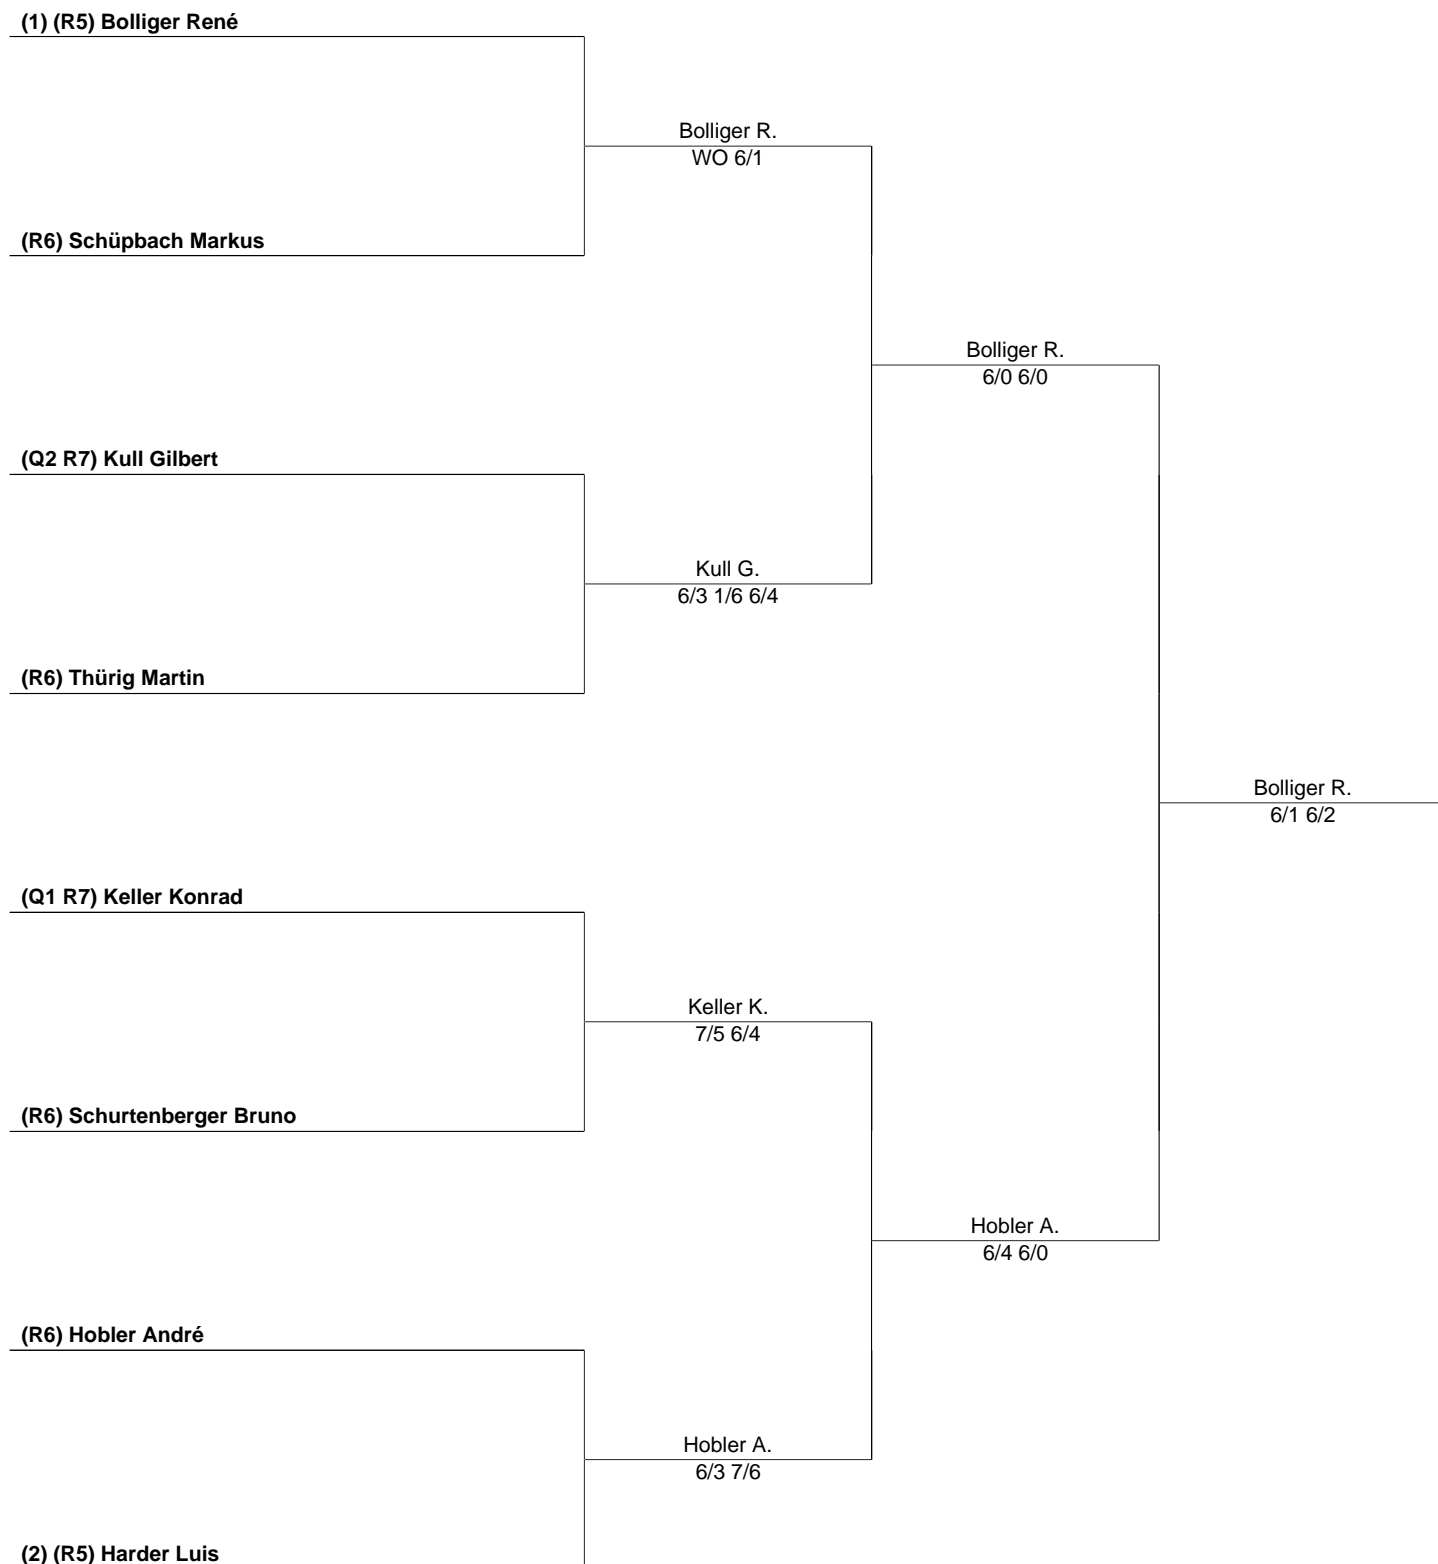 (1) (R5) Bolliger René
Bolliger R.
WO 6/1
(R6) Schüpbach Markus
Bolliger R.
6/0 6/0
(Q2 R7) Kull Gilbert
Kull G.
6/3 1/6 6/4
(R6) Thürig Martin
Bolliger R.
6/1 6/2
(Q1 R7) Keller Konrad
Keller K.
7/5 6/4
(R6) Schurtenberger Bruno
Hobler A.
6/4 6/0
(R6) Hobler André
Hobler A.
6/3 7/6
(2) (R5) Harder Luis